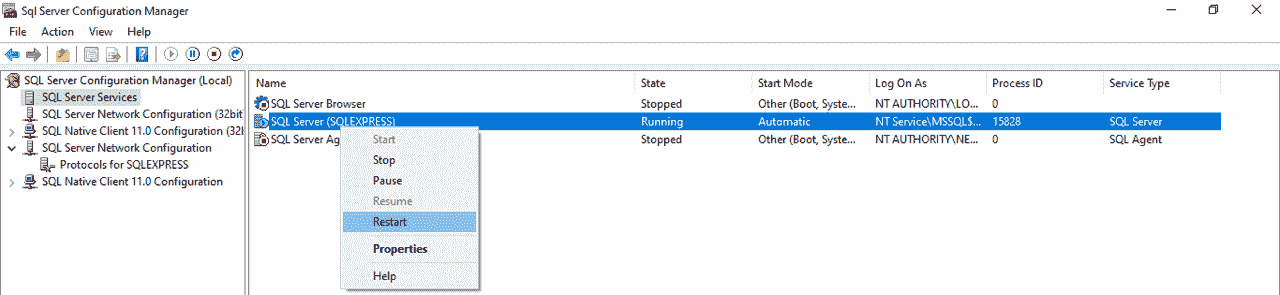 Sql Server Configuration Manager
File Action View Help
SQL Server Configuration Manager (Local)
SQL Server Services
SQL Server Network Configuration (32bit
SQL Native Client 11.0 Configuration (32l
SQL Server Network Configuration
Protocols for SQLEXPRESS
SQL Native Client 11.0 Configuration
Name State Start Mode Log On As Process ID Service Type
SQL Server Browser Stopped Other (Boot, Syste... NT AUTHORITY\LO... 0
SQL Server (SQLEXPRESS) Running Automatic NT Service\MSSQL$... 15828 SQL Server
SQL Server Ag Stopped Other (Boot, Syste... NT AUTHORITY\NE... 0 SQL Agent
Start
Stop
Pause
Resume
Restart
Properties
Help